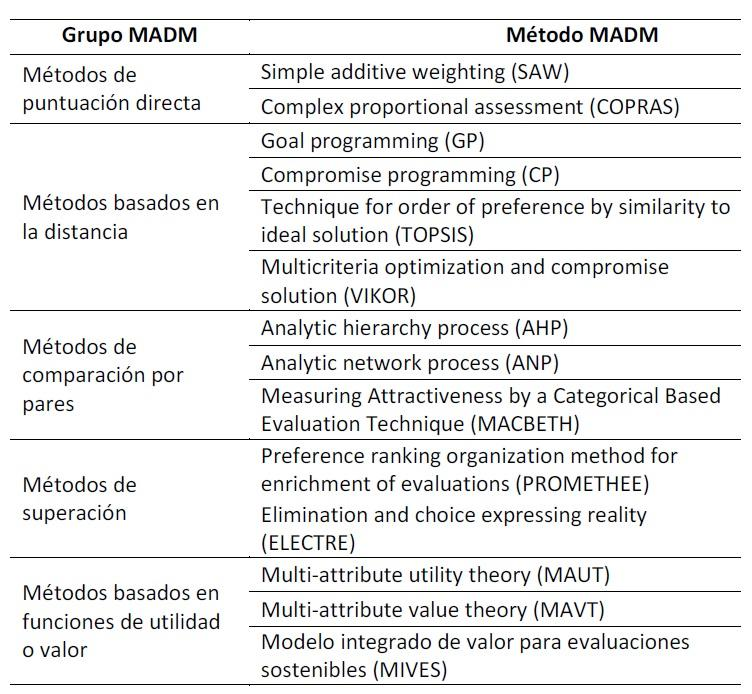 Grupo MADM
Método MADM
Métodos de
puntuación directa
Simple additive weighting (SAW)
Complex proportional assessment (COPRAS)
Métodos basados en
la distancia
Goal programming (GP)
Compromise programming (CP)
Technique for order of preference by similarity to
ideal solution (TOPSIS)
Multicriteria optimization and compromise
solution (VIKOR)
Métodos de
comparación por
pares
Analytic hierarchy process (AHP)
Analytic network process (ANP)
Measuring Attractiveness by a Categorical Based
Evaluation Technique (MACBETH)
Métodos de
superación
Preference ranking organization method for
enrichment of evaluations (PROMETHEE)
Elimination and choice expressing reality
(ELECTRE)
Métodos basados en
funciones de utilidad
o valor
Multi-attribute utility theory (MAUT)
Multi-attribute value theory (MAVT)
Modelo integrado de valor para evaluaciones
sostenibles (MIVES)